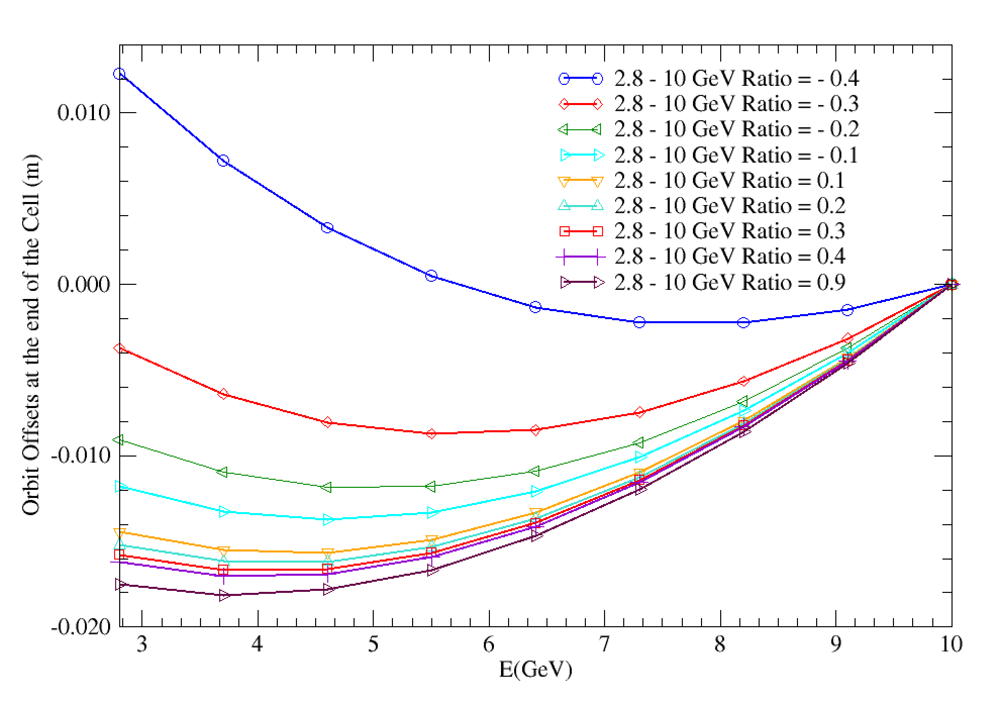 2.8 - 10 GeV Ratio = - 0.4
2.8 - 10 GeV Ratio = - 0.3
2.8 - 10 GeV Ratio = - 0.2
2.8 - 10 GeV Ratio = - 0.1
2.8 - 10 GeV Ratio = 0.1
2.8 - 10 GeV Ratio = 0.2
2.8 - 10 GeV Ratio = 0.3
2.8 - 10 GeV Ratio = 0.4
2.8 - 10 GeV Ratio = 0.9
Orbit Offsets at the end of the Cell (m)
0.010
0.000
-0.010
-0.020
3 4 5 6 7 8 9 10
E(GeV)